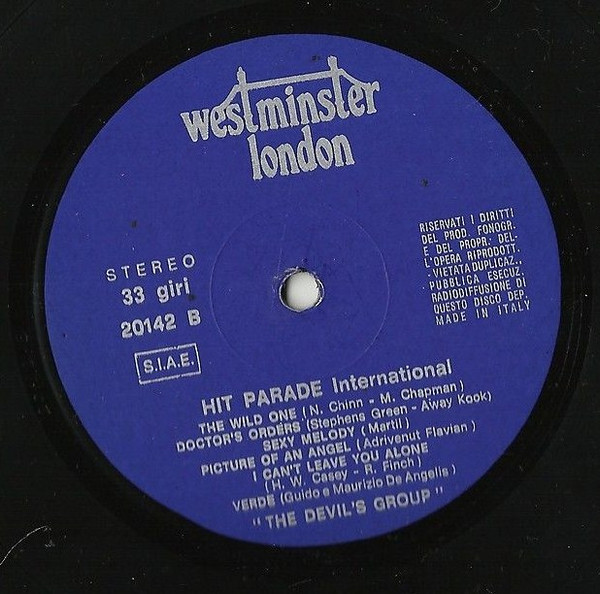 westminster
london
STEREO
33 giri
20142 B
S.I.A.E.
RISERVATI I DIRITTI
DEL PROD. FONOGR.
E DEL PROPR. DEL-
L'OPERA RIPRODOTT.
- VIETATA DUPLICAZ.,
PUBBLICA ESECUZ.
RADIODIFFUSIONE DI
QUESTO DISCO DEP.
MADE IN ITALY
HIT PARADE International
THE WILD ONE ( N. Chinn - M. Chapman )
DOCTOR'S ORDERS (Stephens Green - Away Kook)
SEXY MELODY ( Martii )
PICTURE OF AN ANGEL ( Adrivenut Flavian )
I CAN'T LEAVE YOU ALONE
( H. W. Casey - R. Finch )
VERDE (Guido e Maurizio De Angelis )
" THE DEVIL'S GROUP "